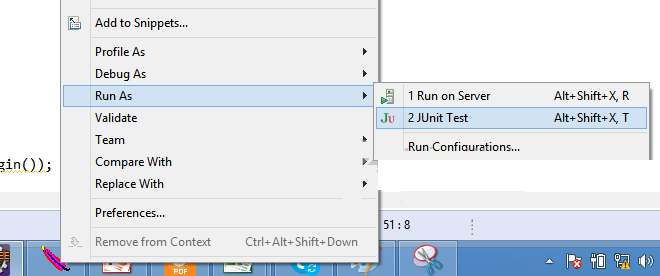 Add to Snippets...
Profile As
Debug As
Run As
1 Run on Server Alt+Shift+X, R
Validate
2 JUnit Test Alt+Shift+X, T
Team
Run Configurations...
gin());
Compare With
Replace With
Preferences...
51 : 8
Remove from Context Ctrl+Alt+Shift+Down
PDF